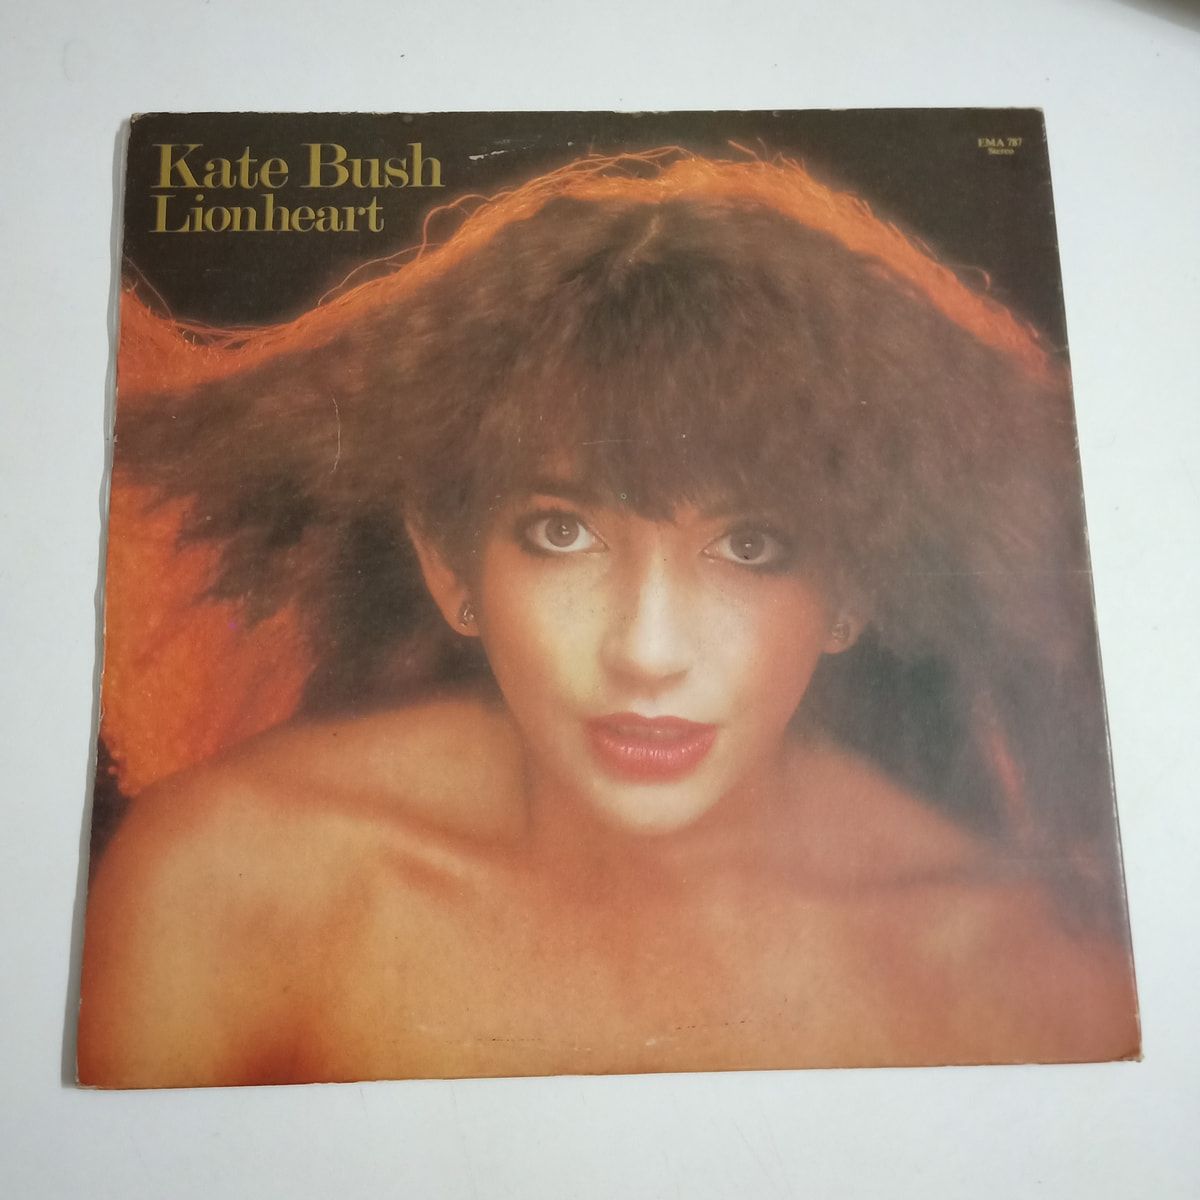 Kate Bush
Lionheart
EMA 787
Stereo